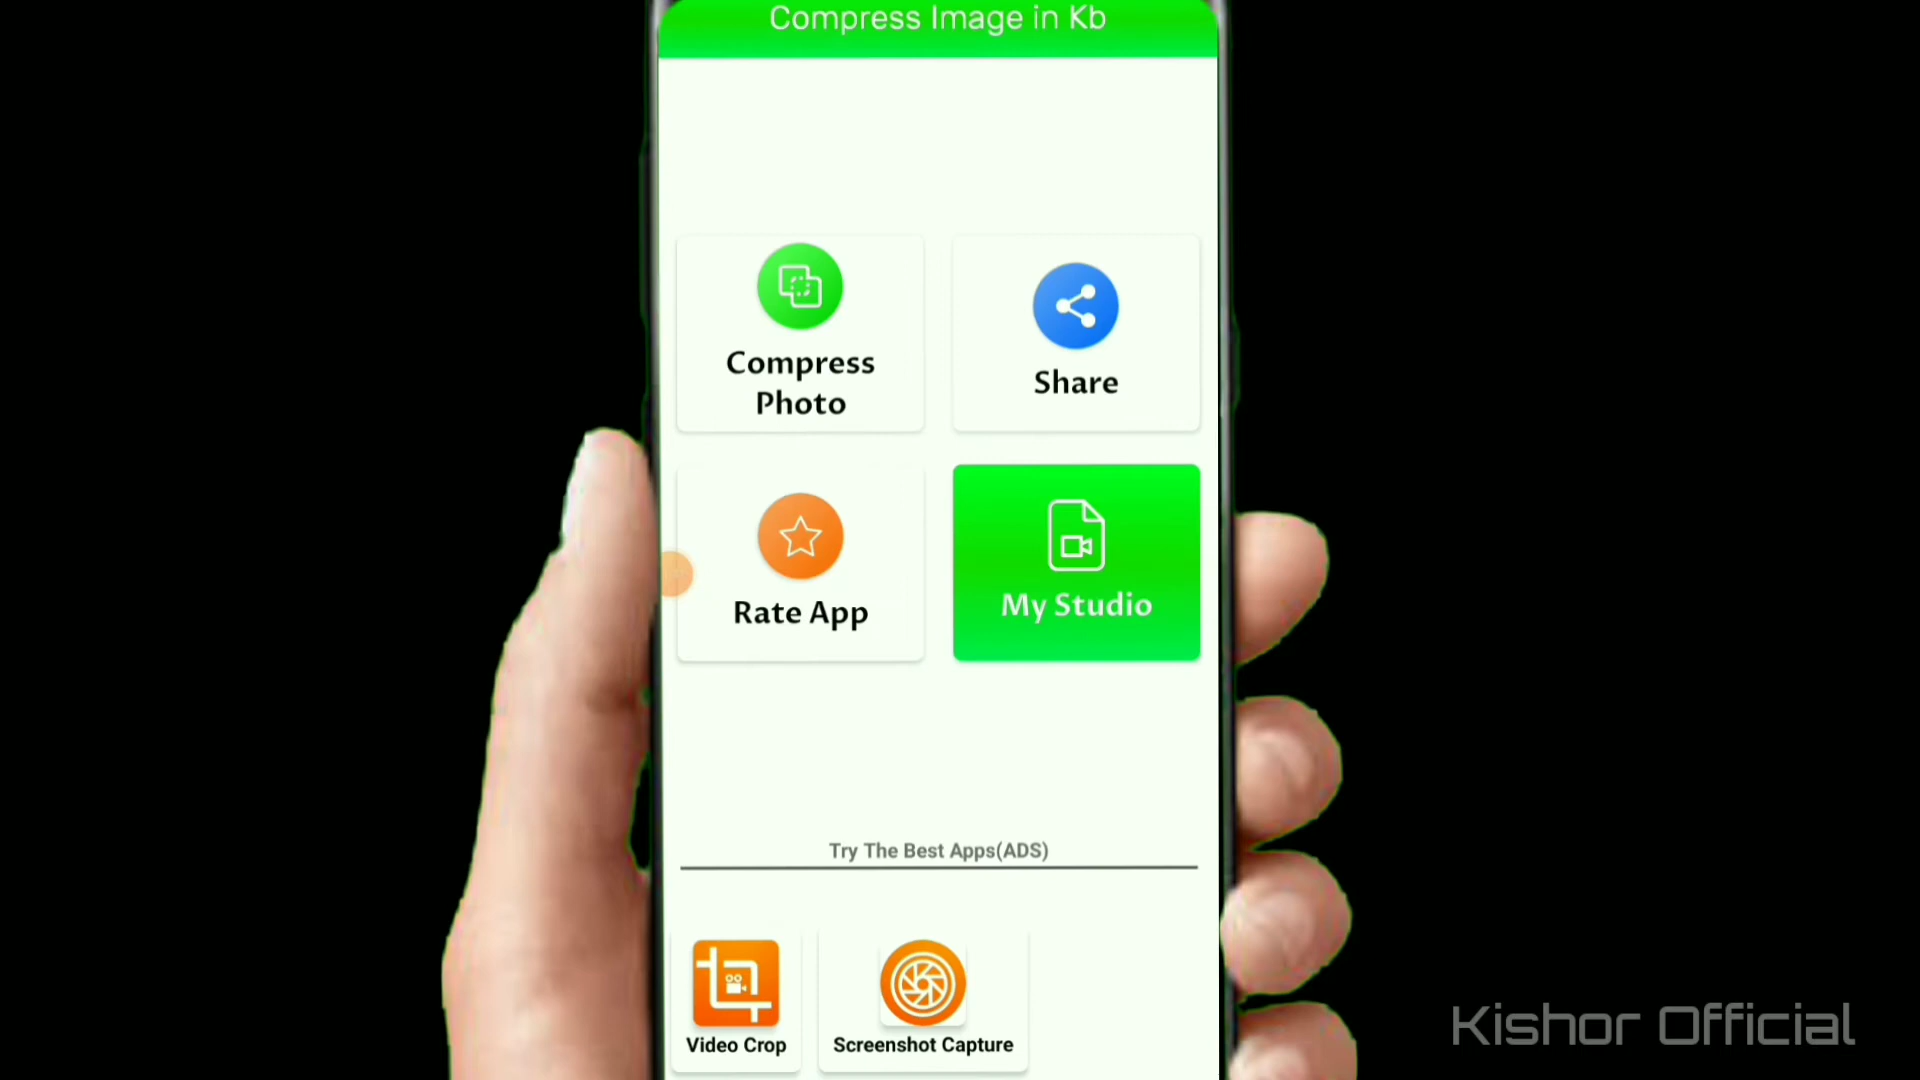 Compress Image in Kb
Compress
Photo
Share
Rate App
My Studio
Try The Best Apps(ADS)
Video Crop
Screenshot Capture
Kishor Official